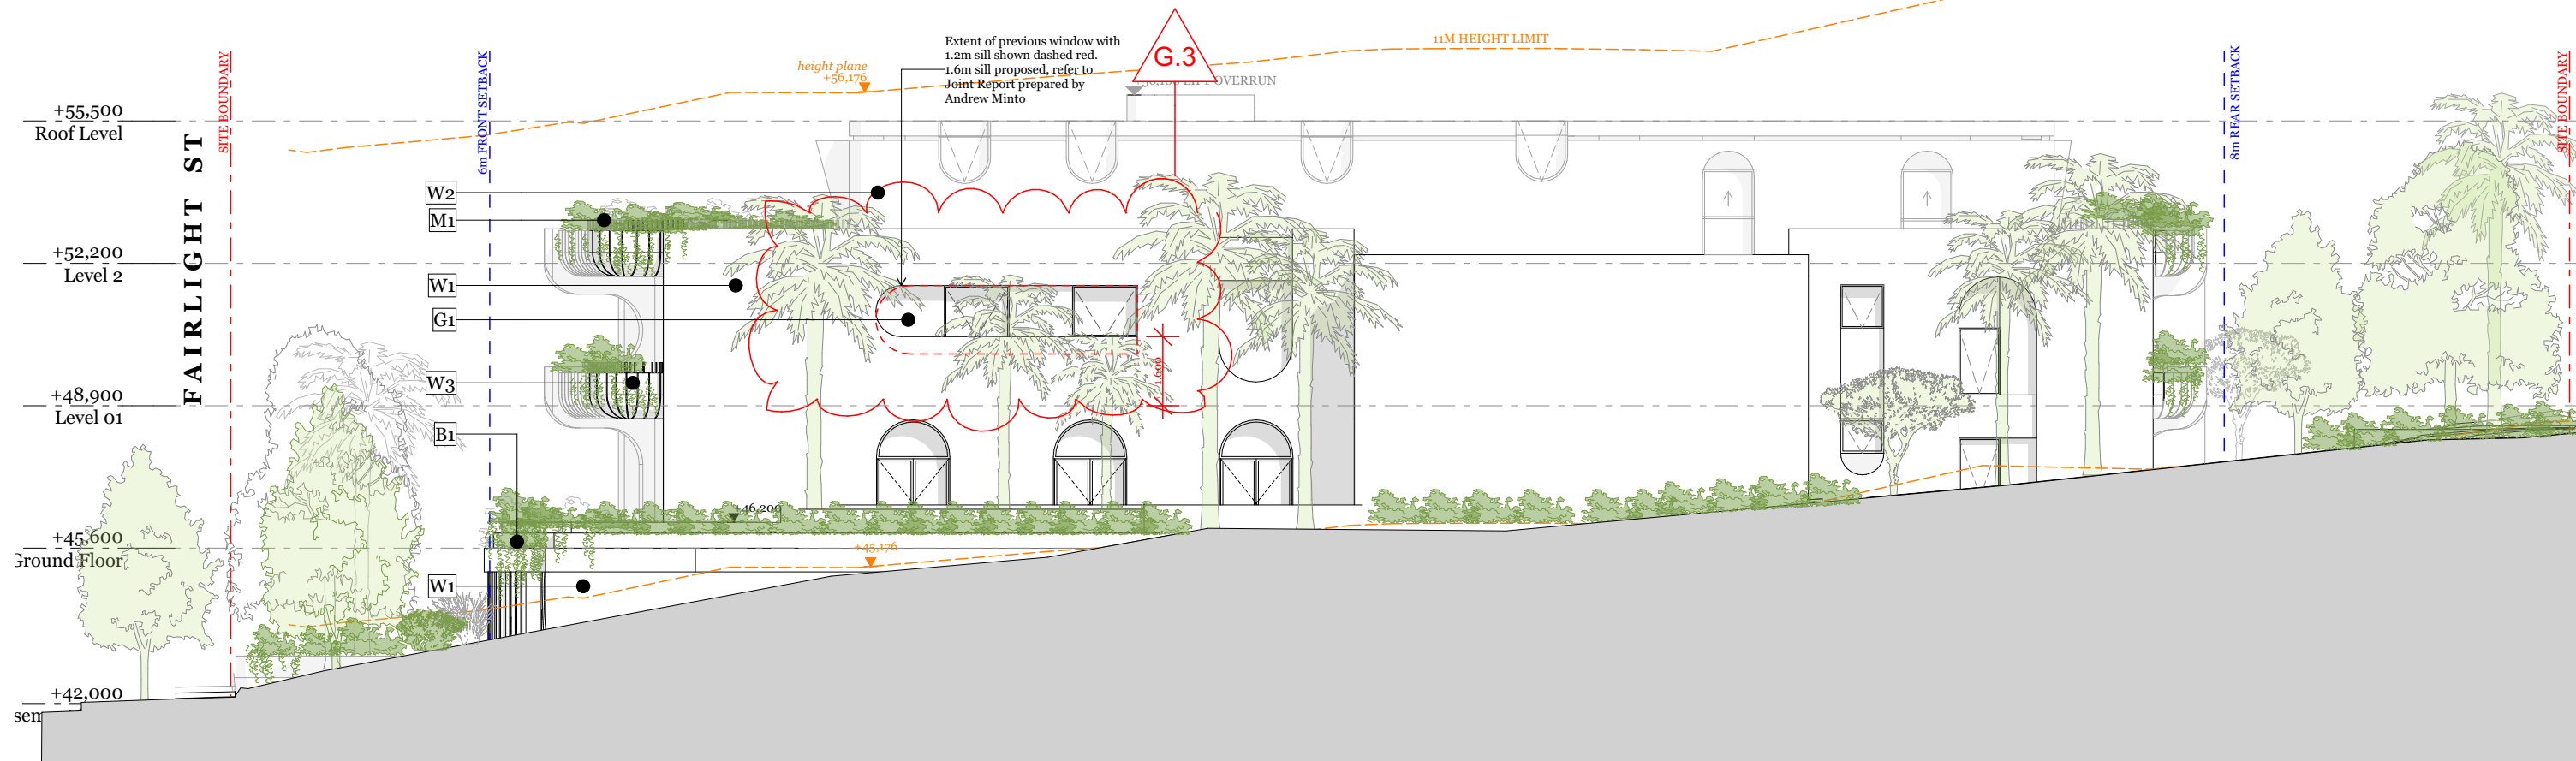 Extent of previous window with
1.2m sill shown dashed red.
1.6m sill proposed, refer to
Joint Report prepared by
Andrew Minto
G.3
11M HEIGHT LIMIT
height plane
+56,176
OVERRUN
SITE BOUNDARY
6m FRONT SETBACK
8m REAR SETBACK
SITE BOUNDARY
+55,500
Roof Level
FAIRLIGHT ST
W2
M1
+52,200
Level 2
W1
G1
W3
1,600
+48,900
Level 01
B1
+46,200
+45,600
Ground Floor
+45,176
W1
+42,000